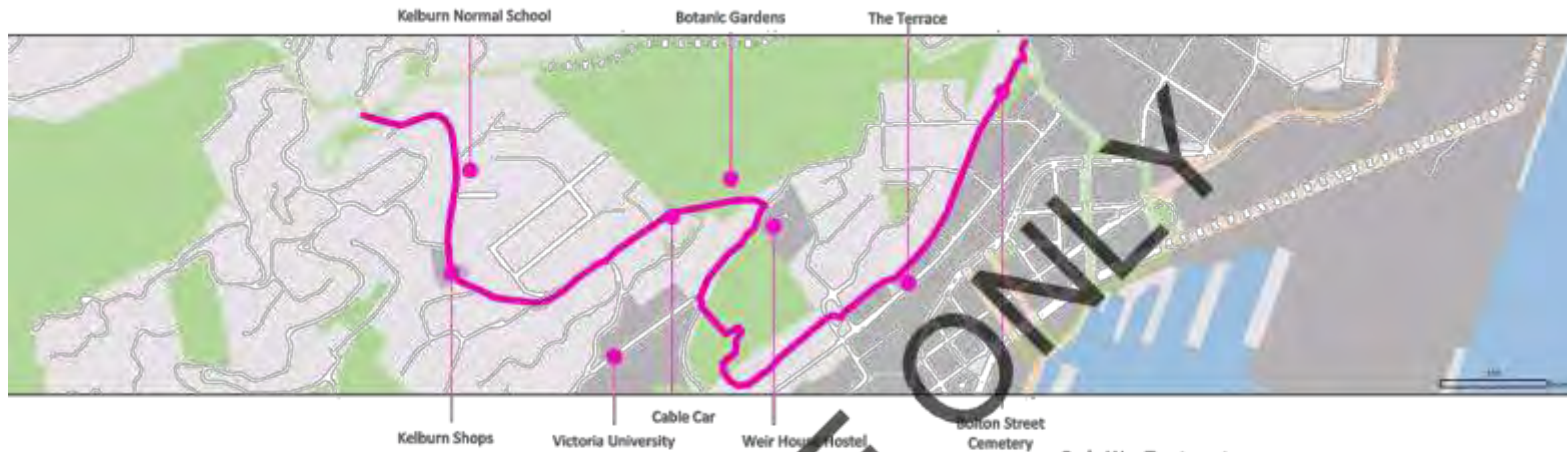 Kelburn Normal School
Botanic Gardens
The Terrace
ONLY
Kelburn Shops
Victoria University
Cable Car
Weir House Hostel
Bolton Street
Cemetery